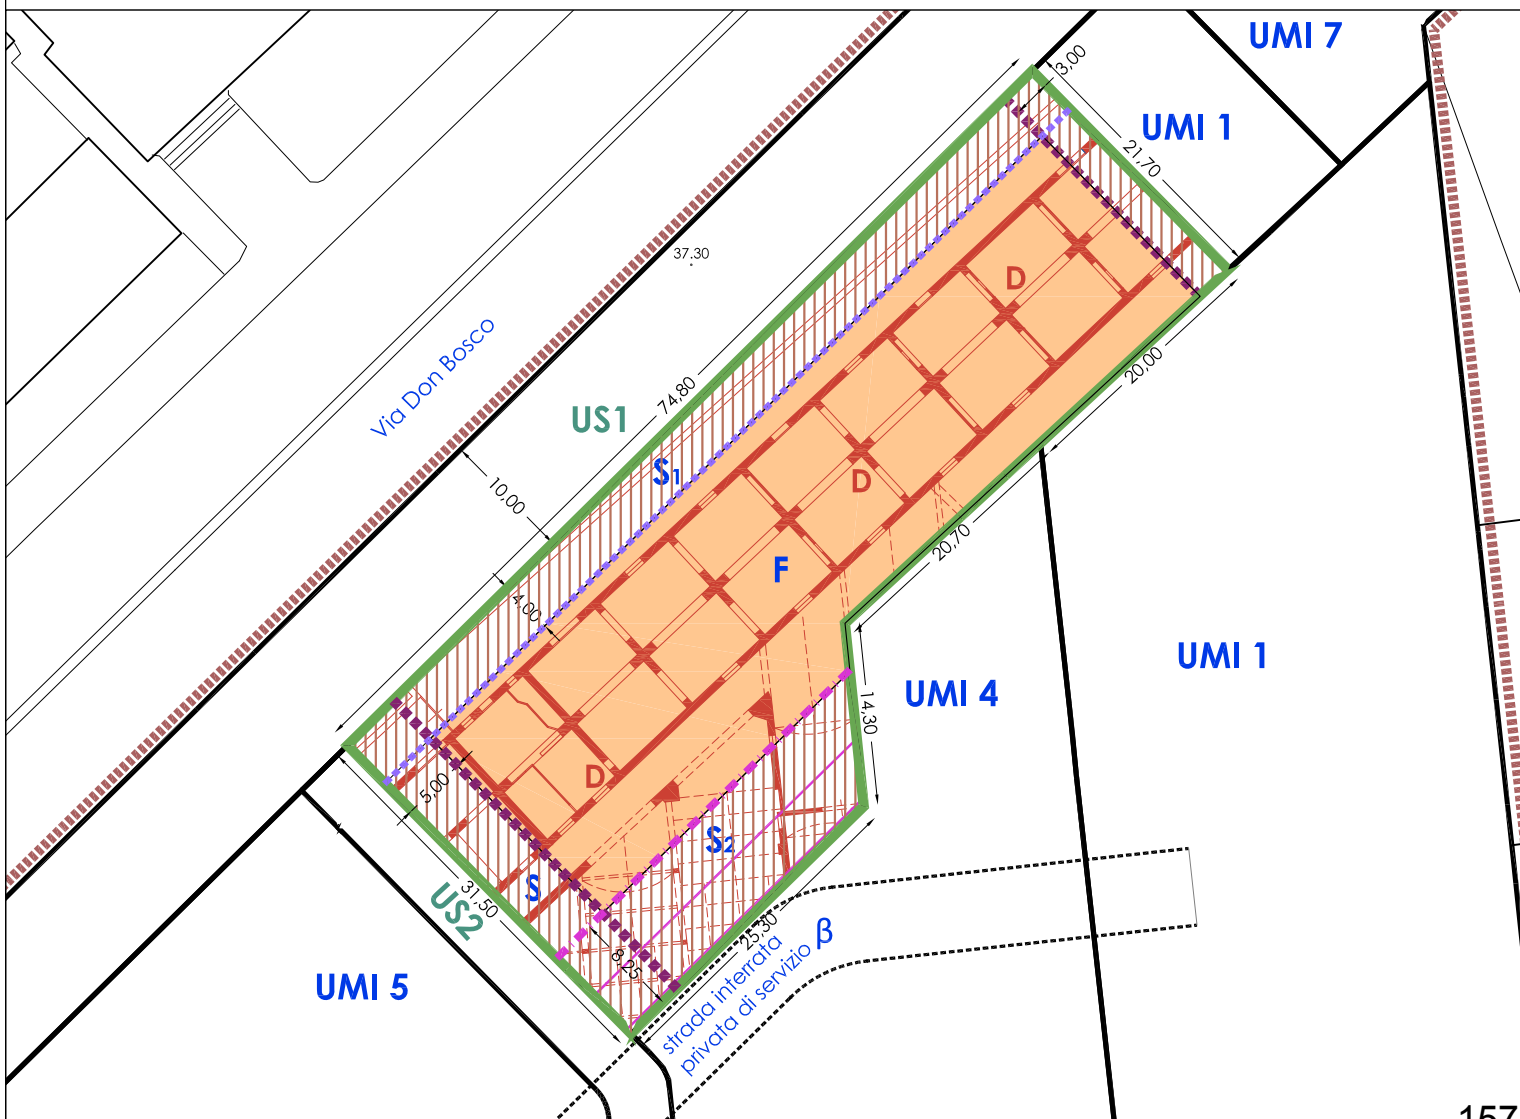 UMI 7
3,00
UMI 1
21,70
37.30
D
Via Don Bosco
20,00
74,80
US1
S1
D
10,00
20,70
F
4,00
UMI 1
UMI 4
14,30
D
5,00
S2
S
31,50
US2
25,30
β
8,25
strada interrata
privata di servizio
UMI 5
157